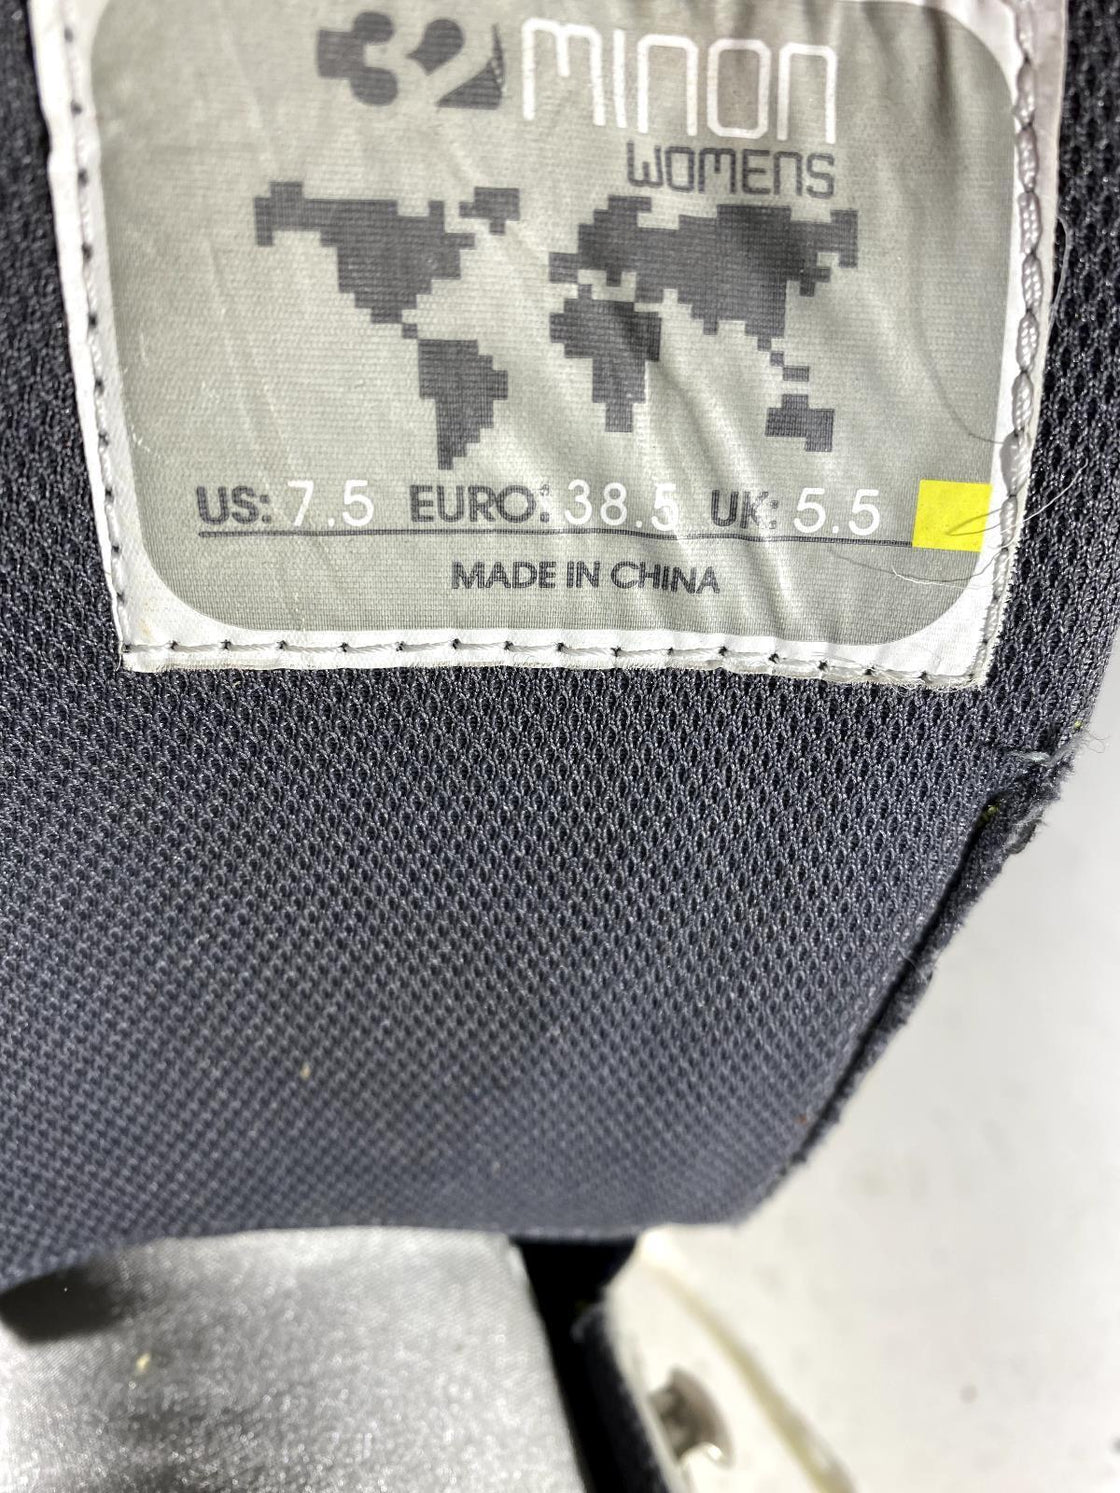 32 MINON
WOMENS
US: 7.5 EURO: 38.5 UK: 5.5
MADE IN CHINA